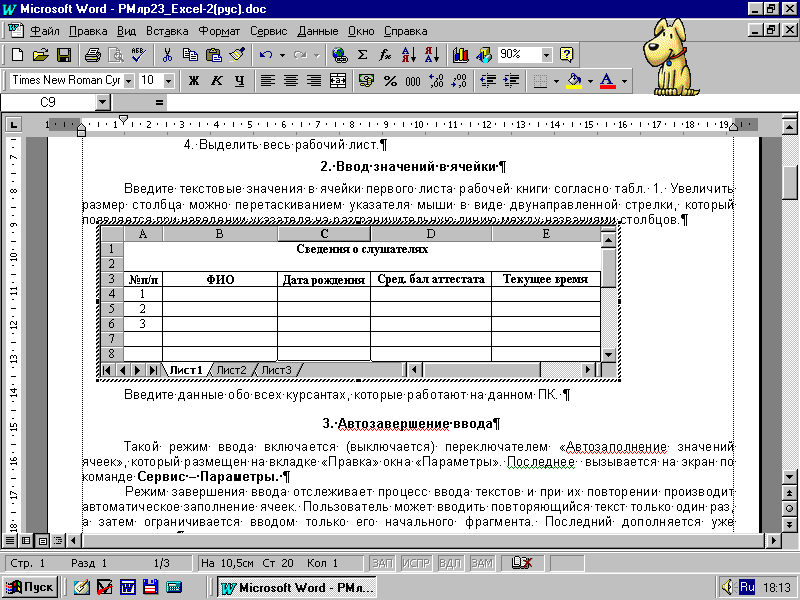 Microsoft Word - РМлр23_Excel-2(рус).doc
Файл Правка Вид Вставка Формат Сервис Данные Окно Справка
90%
Times New Roman Cyr 10 Ж К Ч % 000
C9 =
1 1 2 3 4 5 6 7 8 9 10 11 12 13 14 15 16 17 18 19
4. Выделить весь рабочий лист.¶
2. Ввод значений в ячейки¶
Введите текстовые значения в ячейки первого листа рабочей книги согласно табл. 1. Увеличить
размер столбца можно перетаскиванием указателя мыши в виде двунаправленной стрелки, который
появляется при наведении указателя на разграничительную линию между названиями столбцов.¶
A B C D E
1 Сведения о слушателях
2
3 №п/п ФИО Дата рождения Сред. бал аттестата Текущее время
4 1
5 2
6 3
7
8
Лист1 Лист2 Лист3
Введите данные обо всех курсантах, которые работают на данном ПК. ¶
3. Автозавершение ввода¶
Такой режим ввода включается (выключается) переключателем «Автозаполнение значений
ячеек», который размещен на вкладке «Правка» окна «Параметры». Последнее вызывается на экран по
команде Сервис – Параметры. ¶
Режим завершения ввода отслеживает процесс ввода текстов и при их повторении производит
автоматическое заполнение ячеек. Пользователь может вводить повторяющийся текст только один раз,
а затем ограничивается вводом только его начального фрагмента. Последний дополняется уже
Стр. 1 Разд 1 1/3 На 10,5см Ст 20 Кол 1 ЗАП ИСПР ВДЛ ЗАМ
Пуск Microsoft Word - РМл... Ru 18:13